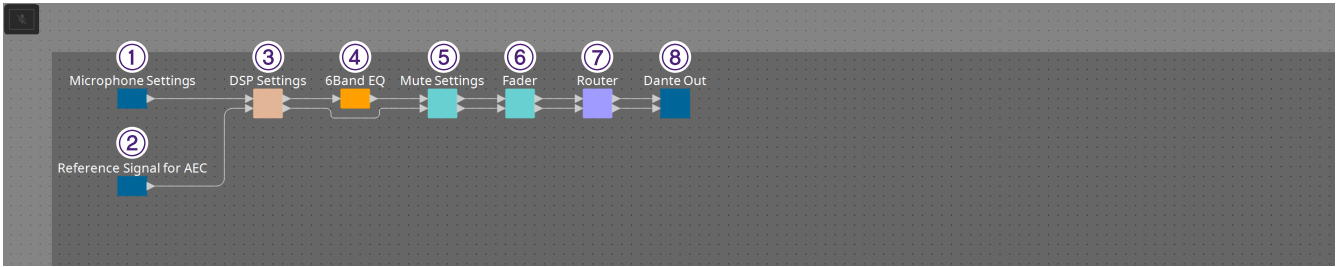 ① ③ ④ ⑤ ⑥ ⑦ ⑧
Microphone Settings DSP Settings 6Band EQ Mute Settings Fader Router Dante Out
②
Reference Signal for AEC